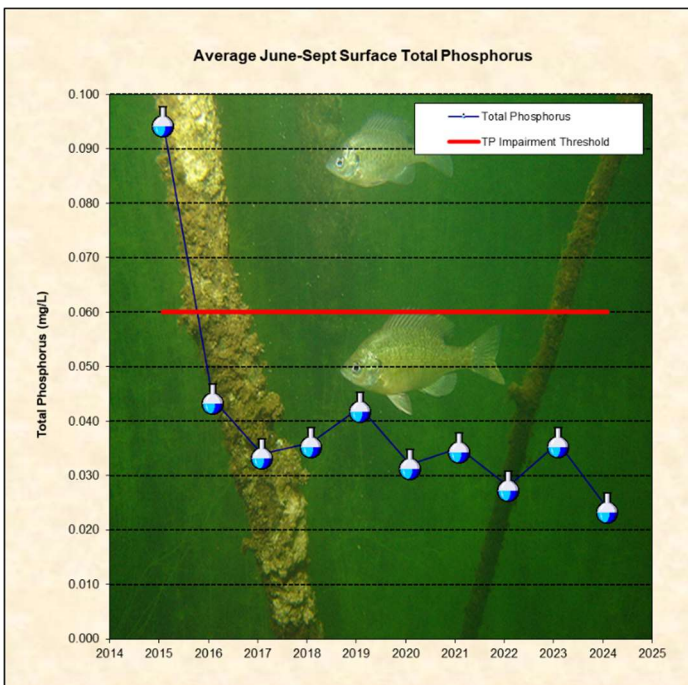 Average June-Sept Surface Total Phosphorus
Total Phosphorus
TP Impairment Threshold
Total Phosphorus (mg/L)
0.100
0.090
0.080
0.070
0.060
0.050
0.040
0.030
0.020
0.010
0.000
2014 2015 2016 2017 2018 2019 2020 2021 2022 2023 2024 2025